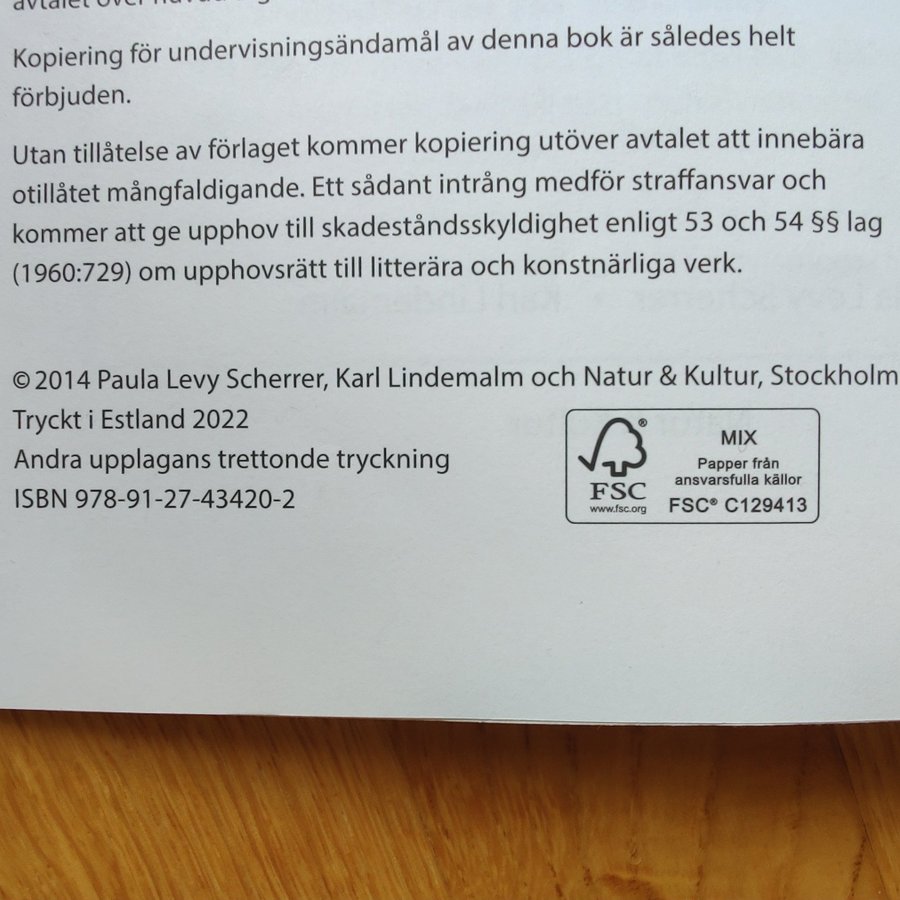 avtalet över
Kopiering för undervisningsändamål av denna bok är således helt
förbjuden.
Utan tillåtelse av förlaget kommer kopiering utöver avtalet att innebära
otillåtet mångfaldigande. Ett sådant intrång medför straffansvar och
kommer att ge upphov till skadeståndsskyldighet enligt 53 och 54 §§ lag
(1960:729) om upphovsrätt till litterära och konstnärliga verk.
© 2014 Paula Levy Scherrer, Karl Lindemalm och Natur & Kultur, Stockholm
Tryckt i Estland 2022
Andra upplagans trettonde tryckning
ISBN 978-91-27-43420-2
®
FSC
www.fsc.org
MIX
Papper från
ansvarsfulla källor
FSC® C129413